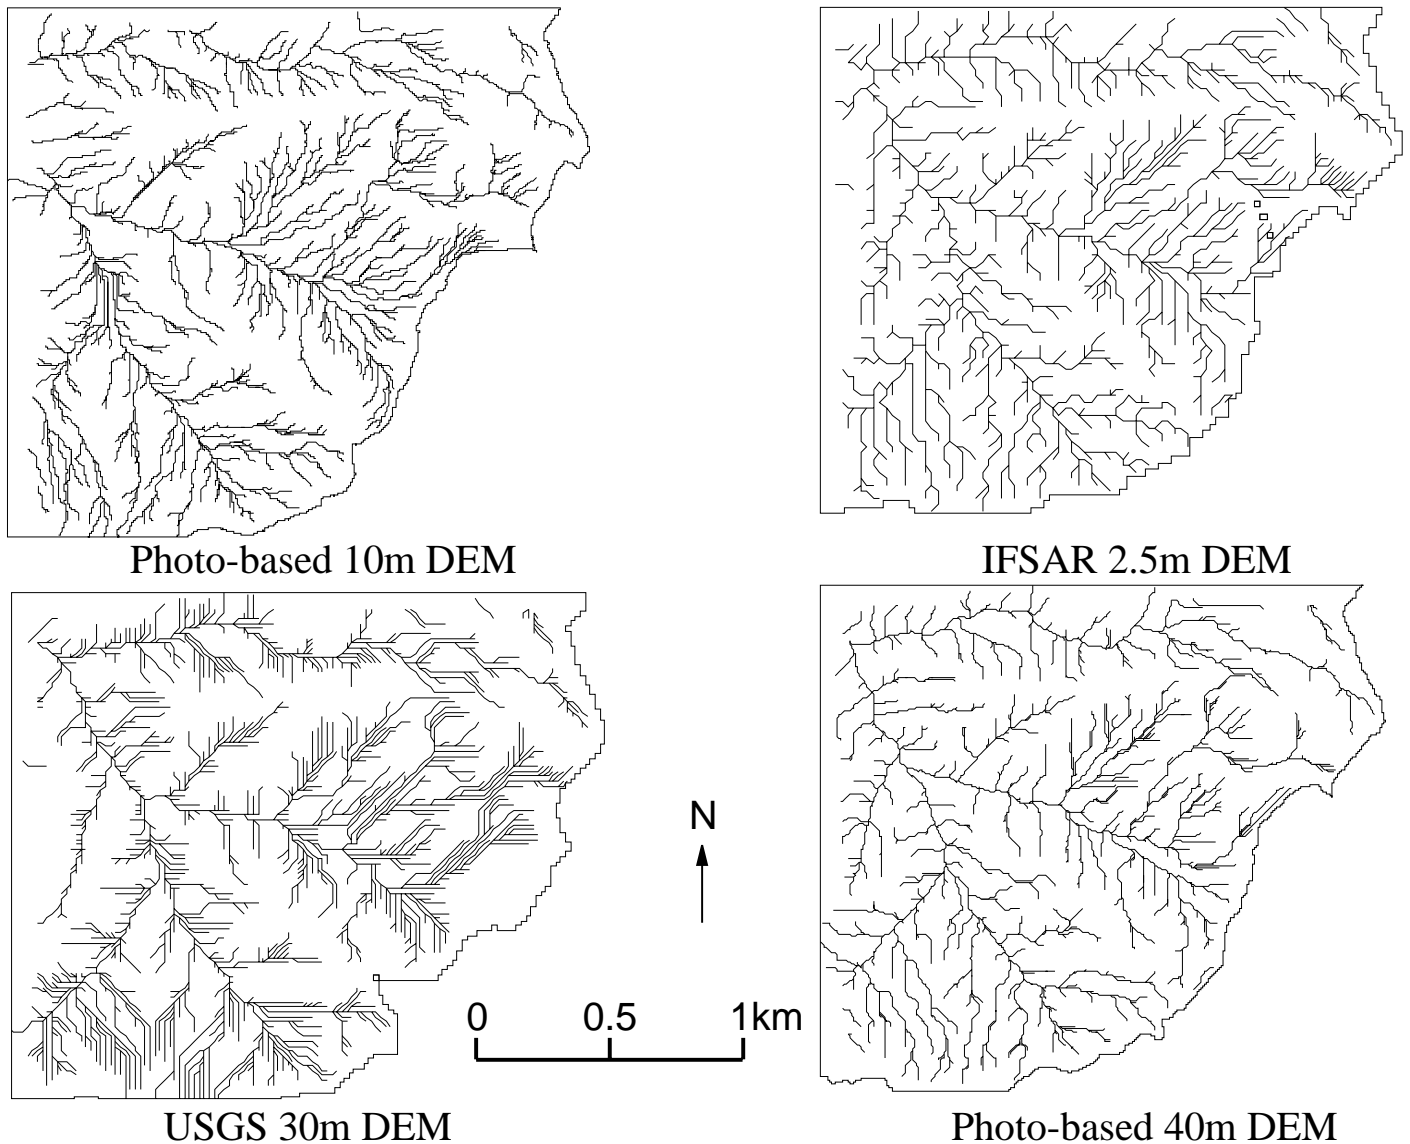 Photo-based 10m DEM
IFSAR 2.5m DEM
N
0 0.5 1km
USGS 30m DEM
Photo-based 40m DEM